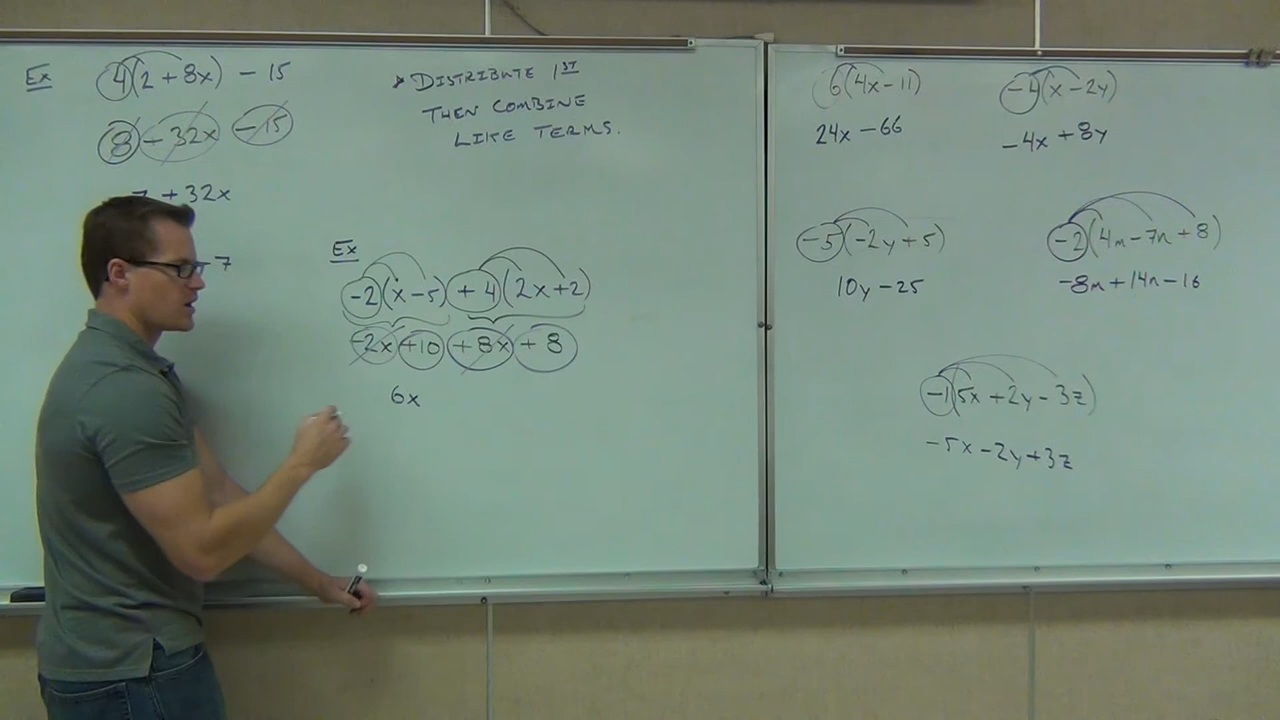 Ex 4(2 + 8x) - 15
8 + 32x - 15
-7 + 32x
-7
* DISTRIBUTE 1ST
THEN COMBINE
LIKE TERMS.
Ex
-2(x - 5) + 4(2x + 2)
-2x + 10 + 8x + 8
6x
6(4x - 11)
24x - 66
-4(x - 2y)
-4x + 8y
-5(-2y + 5)
10y - 25
-2(4m - 7n + 8)
-8m + 14n - 16
-1(5x + 2y - 3z)
-5x - 2y + 3z